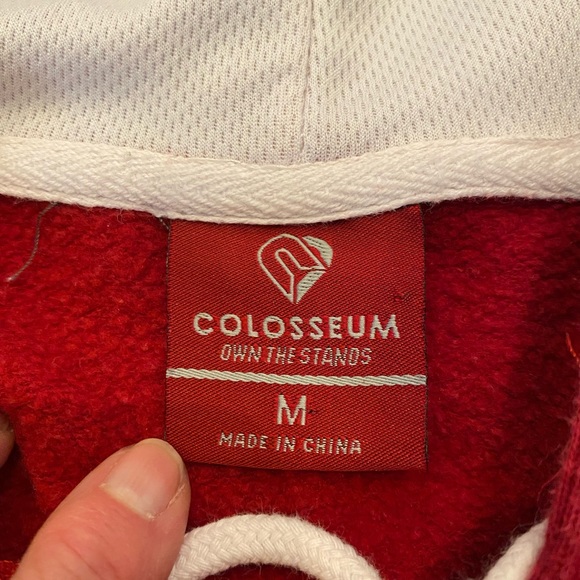 COLOSSEUM
OWN THE STANDS
M
MADE IN CHINA